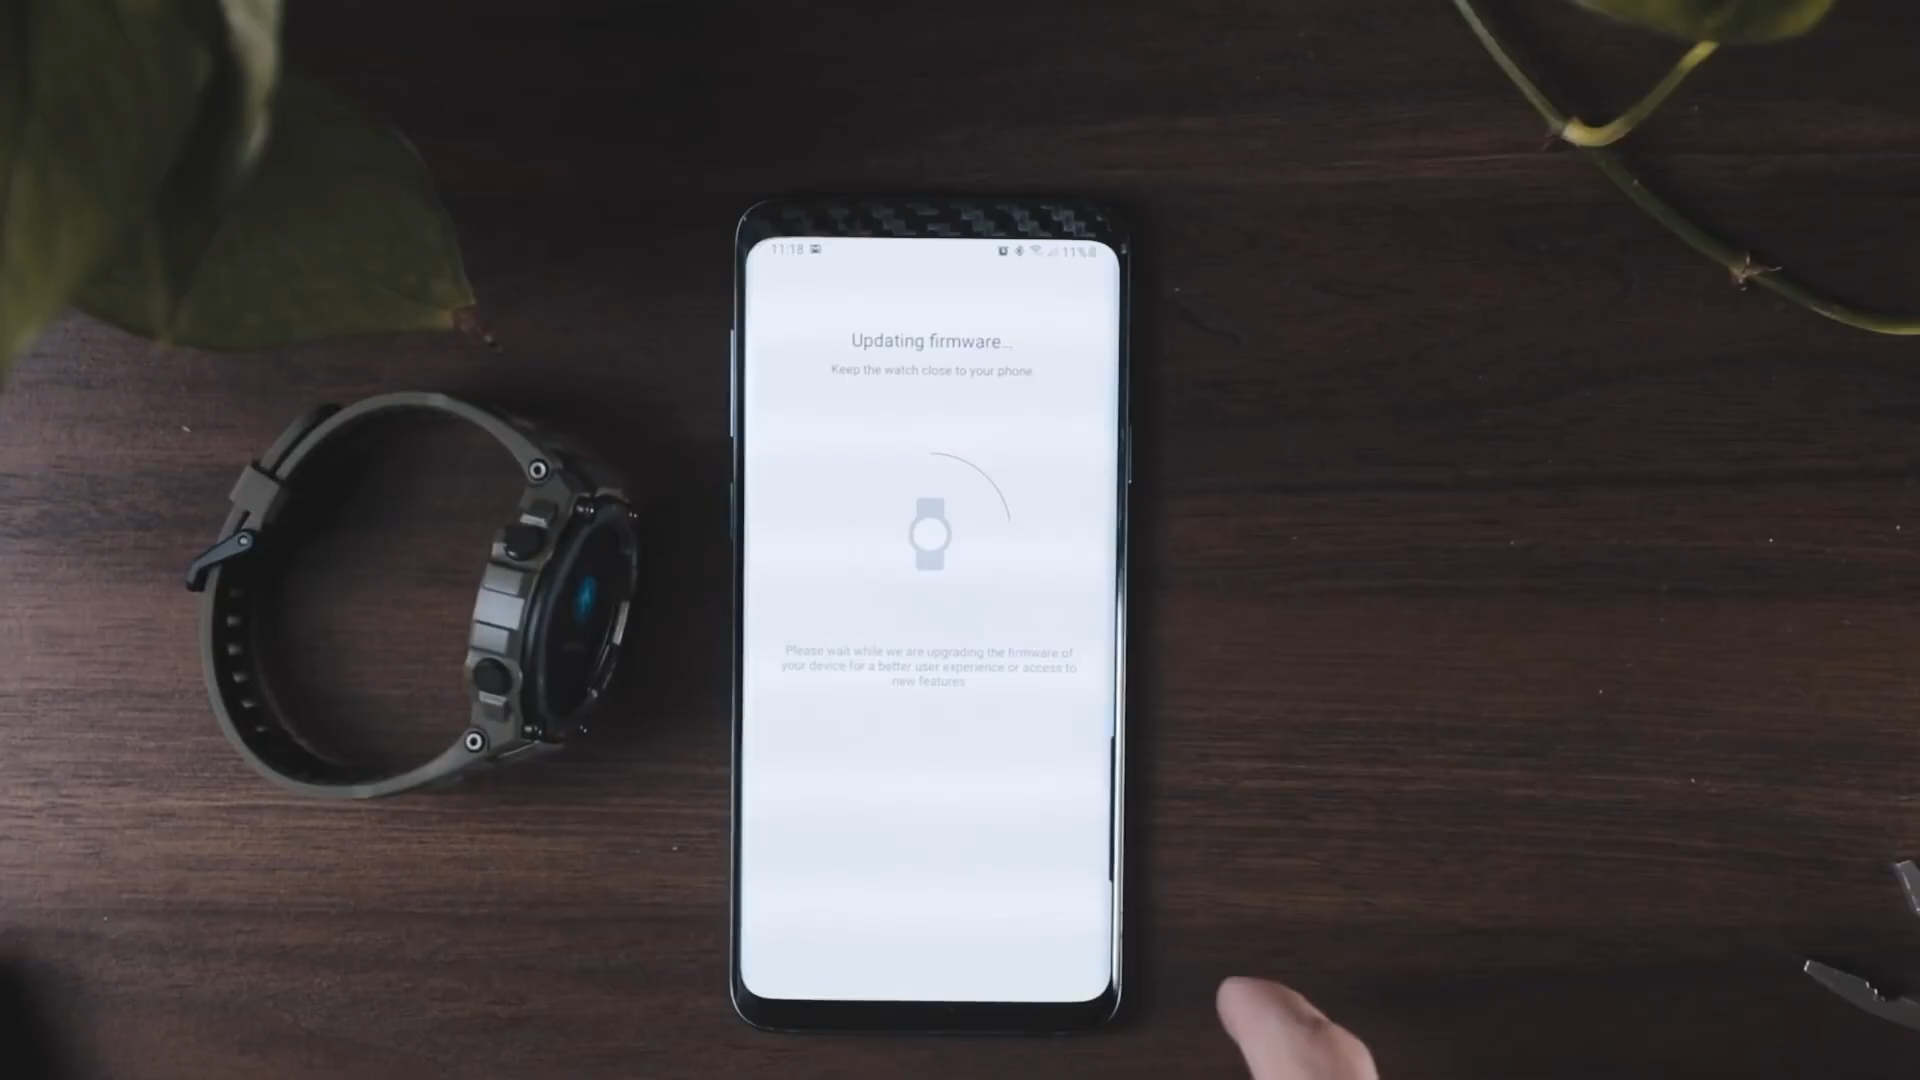 11:18 11%
Updating firmware...
Keep the watch close to your phone.
Please wait while we are upgrading the firmware of
your device for a better user experience or access to
new features